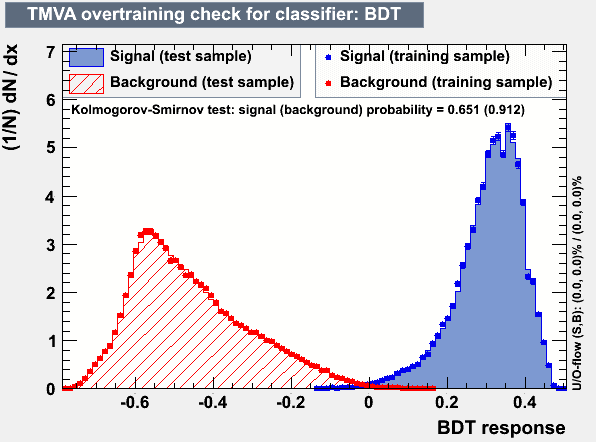 TMVA overtraining check for classifier: BDT
(1/N) dN / dx
7
6
5
4
3
2
1
0
Signal (test sample)
Background (test sample)
Signal (training sample)
Background (training sample)
Kolmogorov-Smirnov test: signal (background) probability = 0.651 (0.912)
U/O-flow (S,B): (0.0, 0.0)% / (0.0, 0.0)%
-0.6 -0.4 -0.2 0 0.2 0.4
BDT response